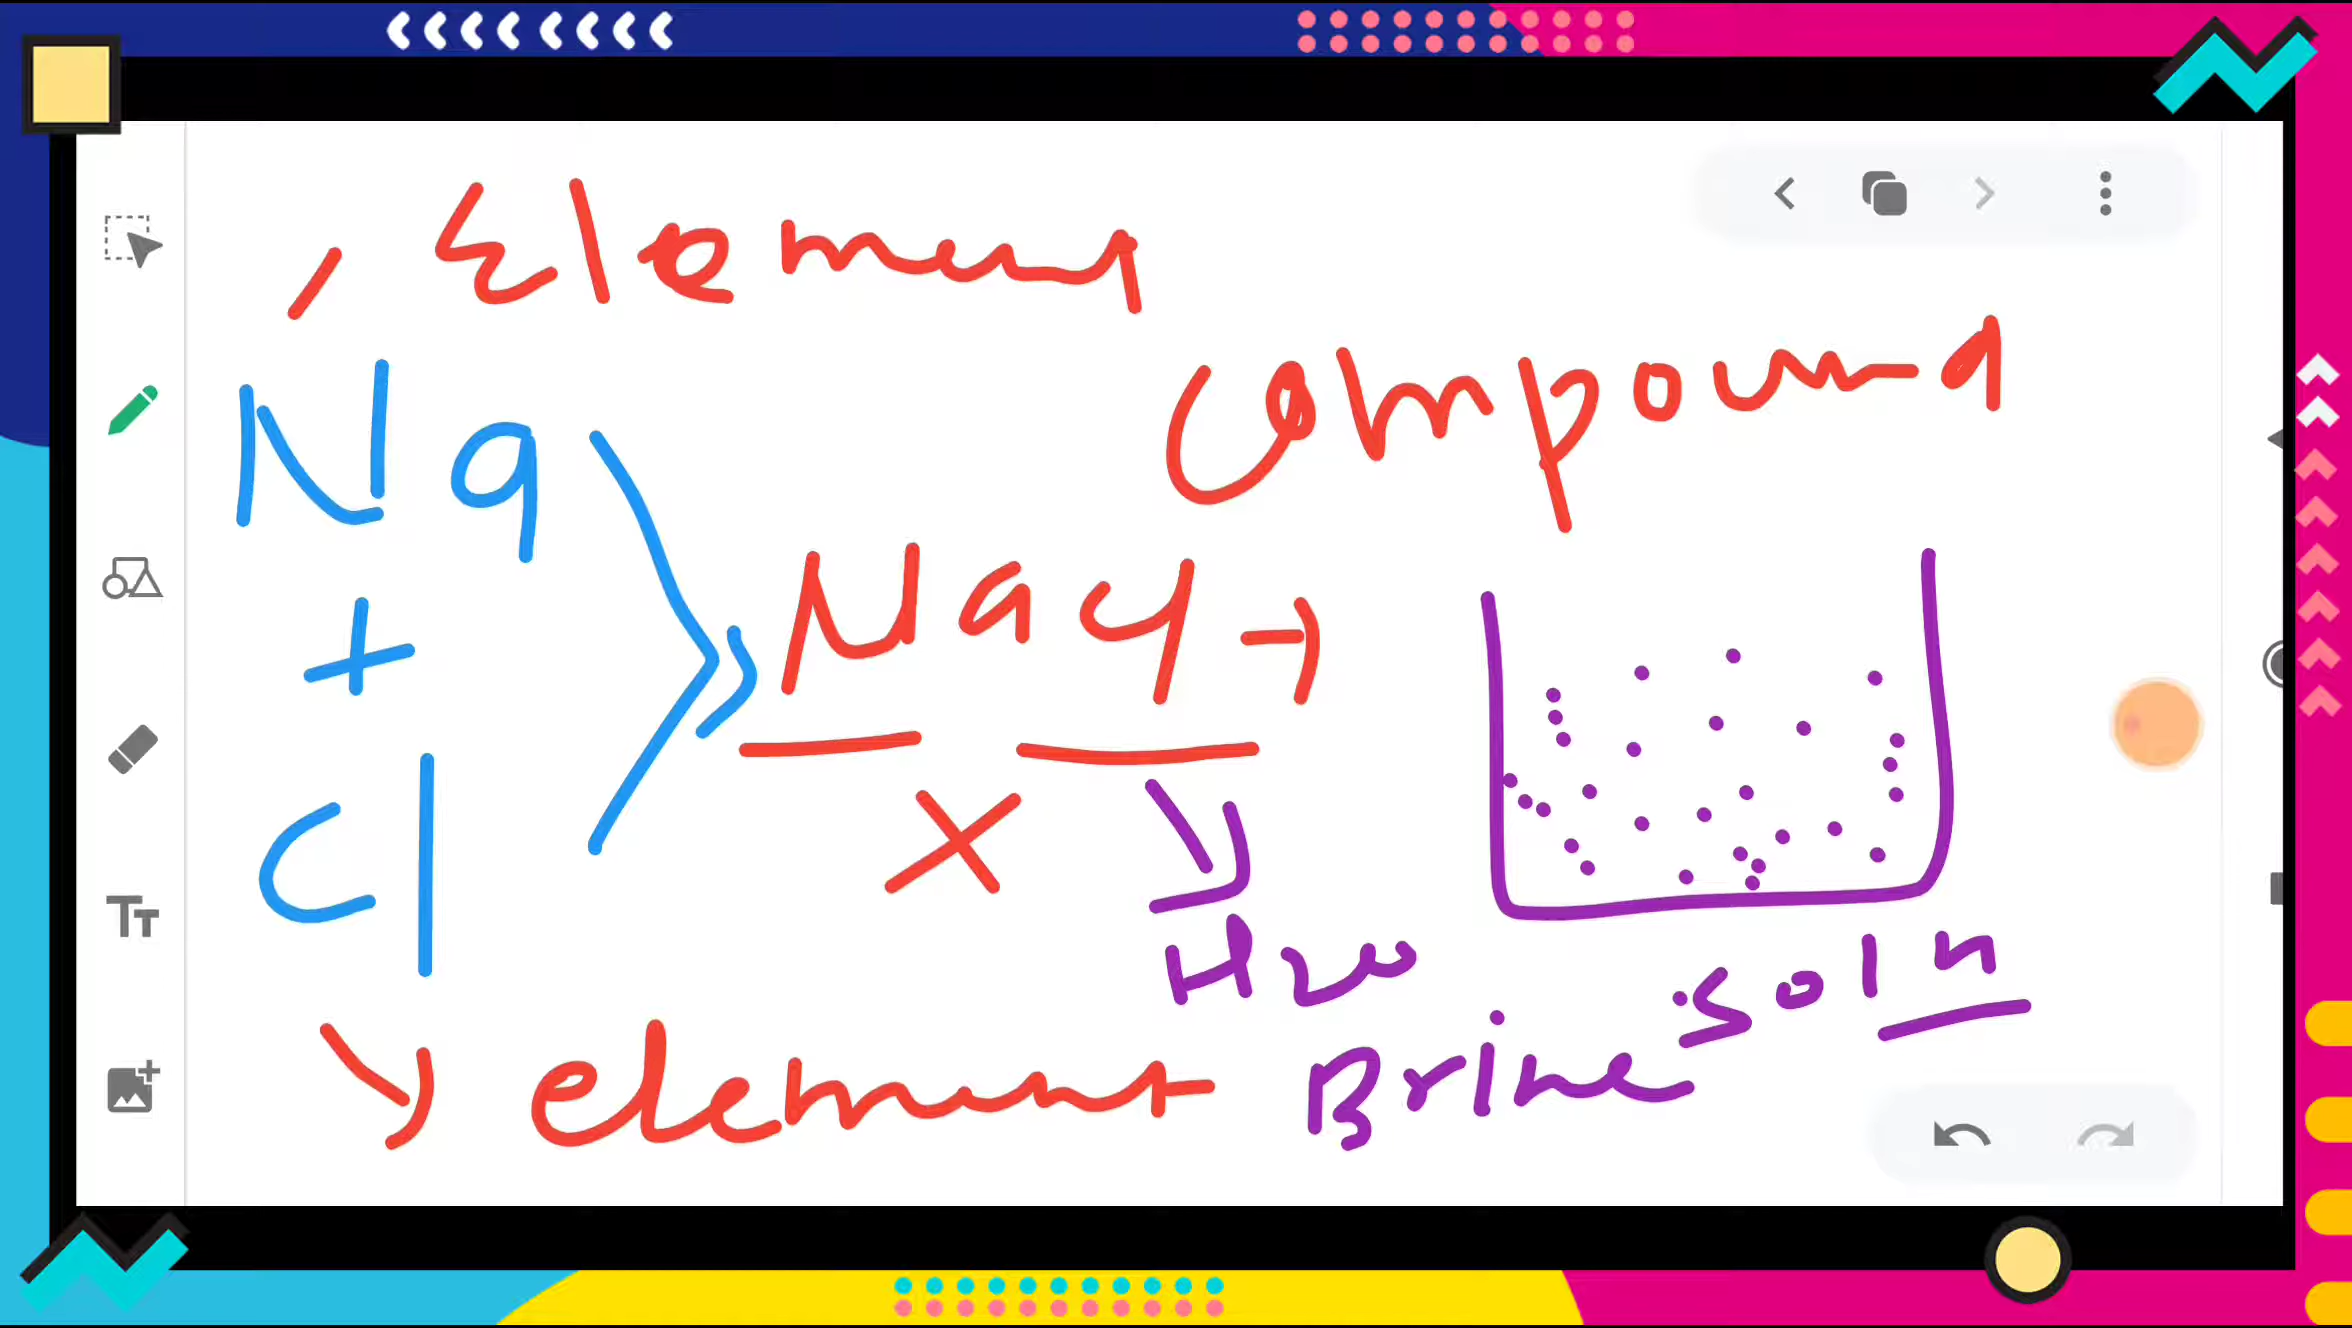 Element
Compound
Na
+
Cl
NaCl →
×
H2O
Brine soln
element